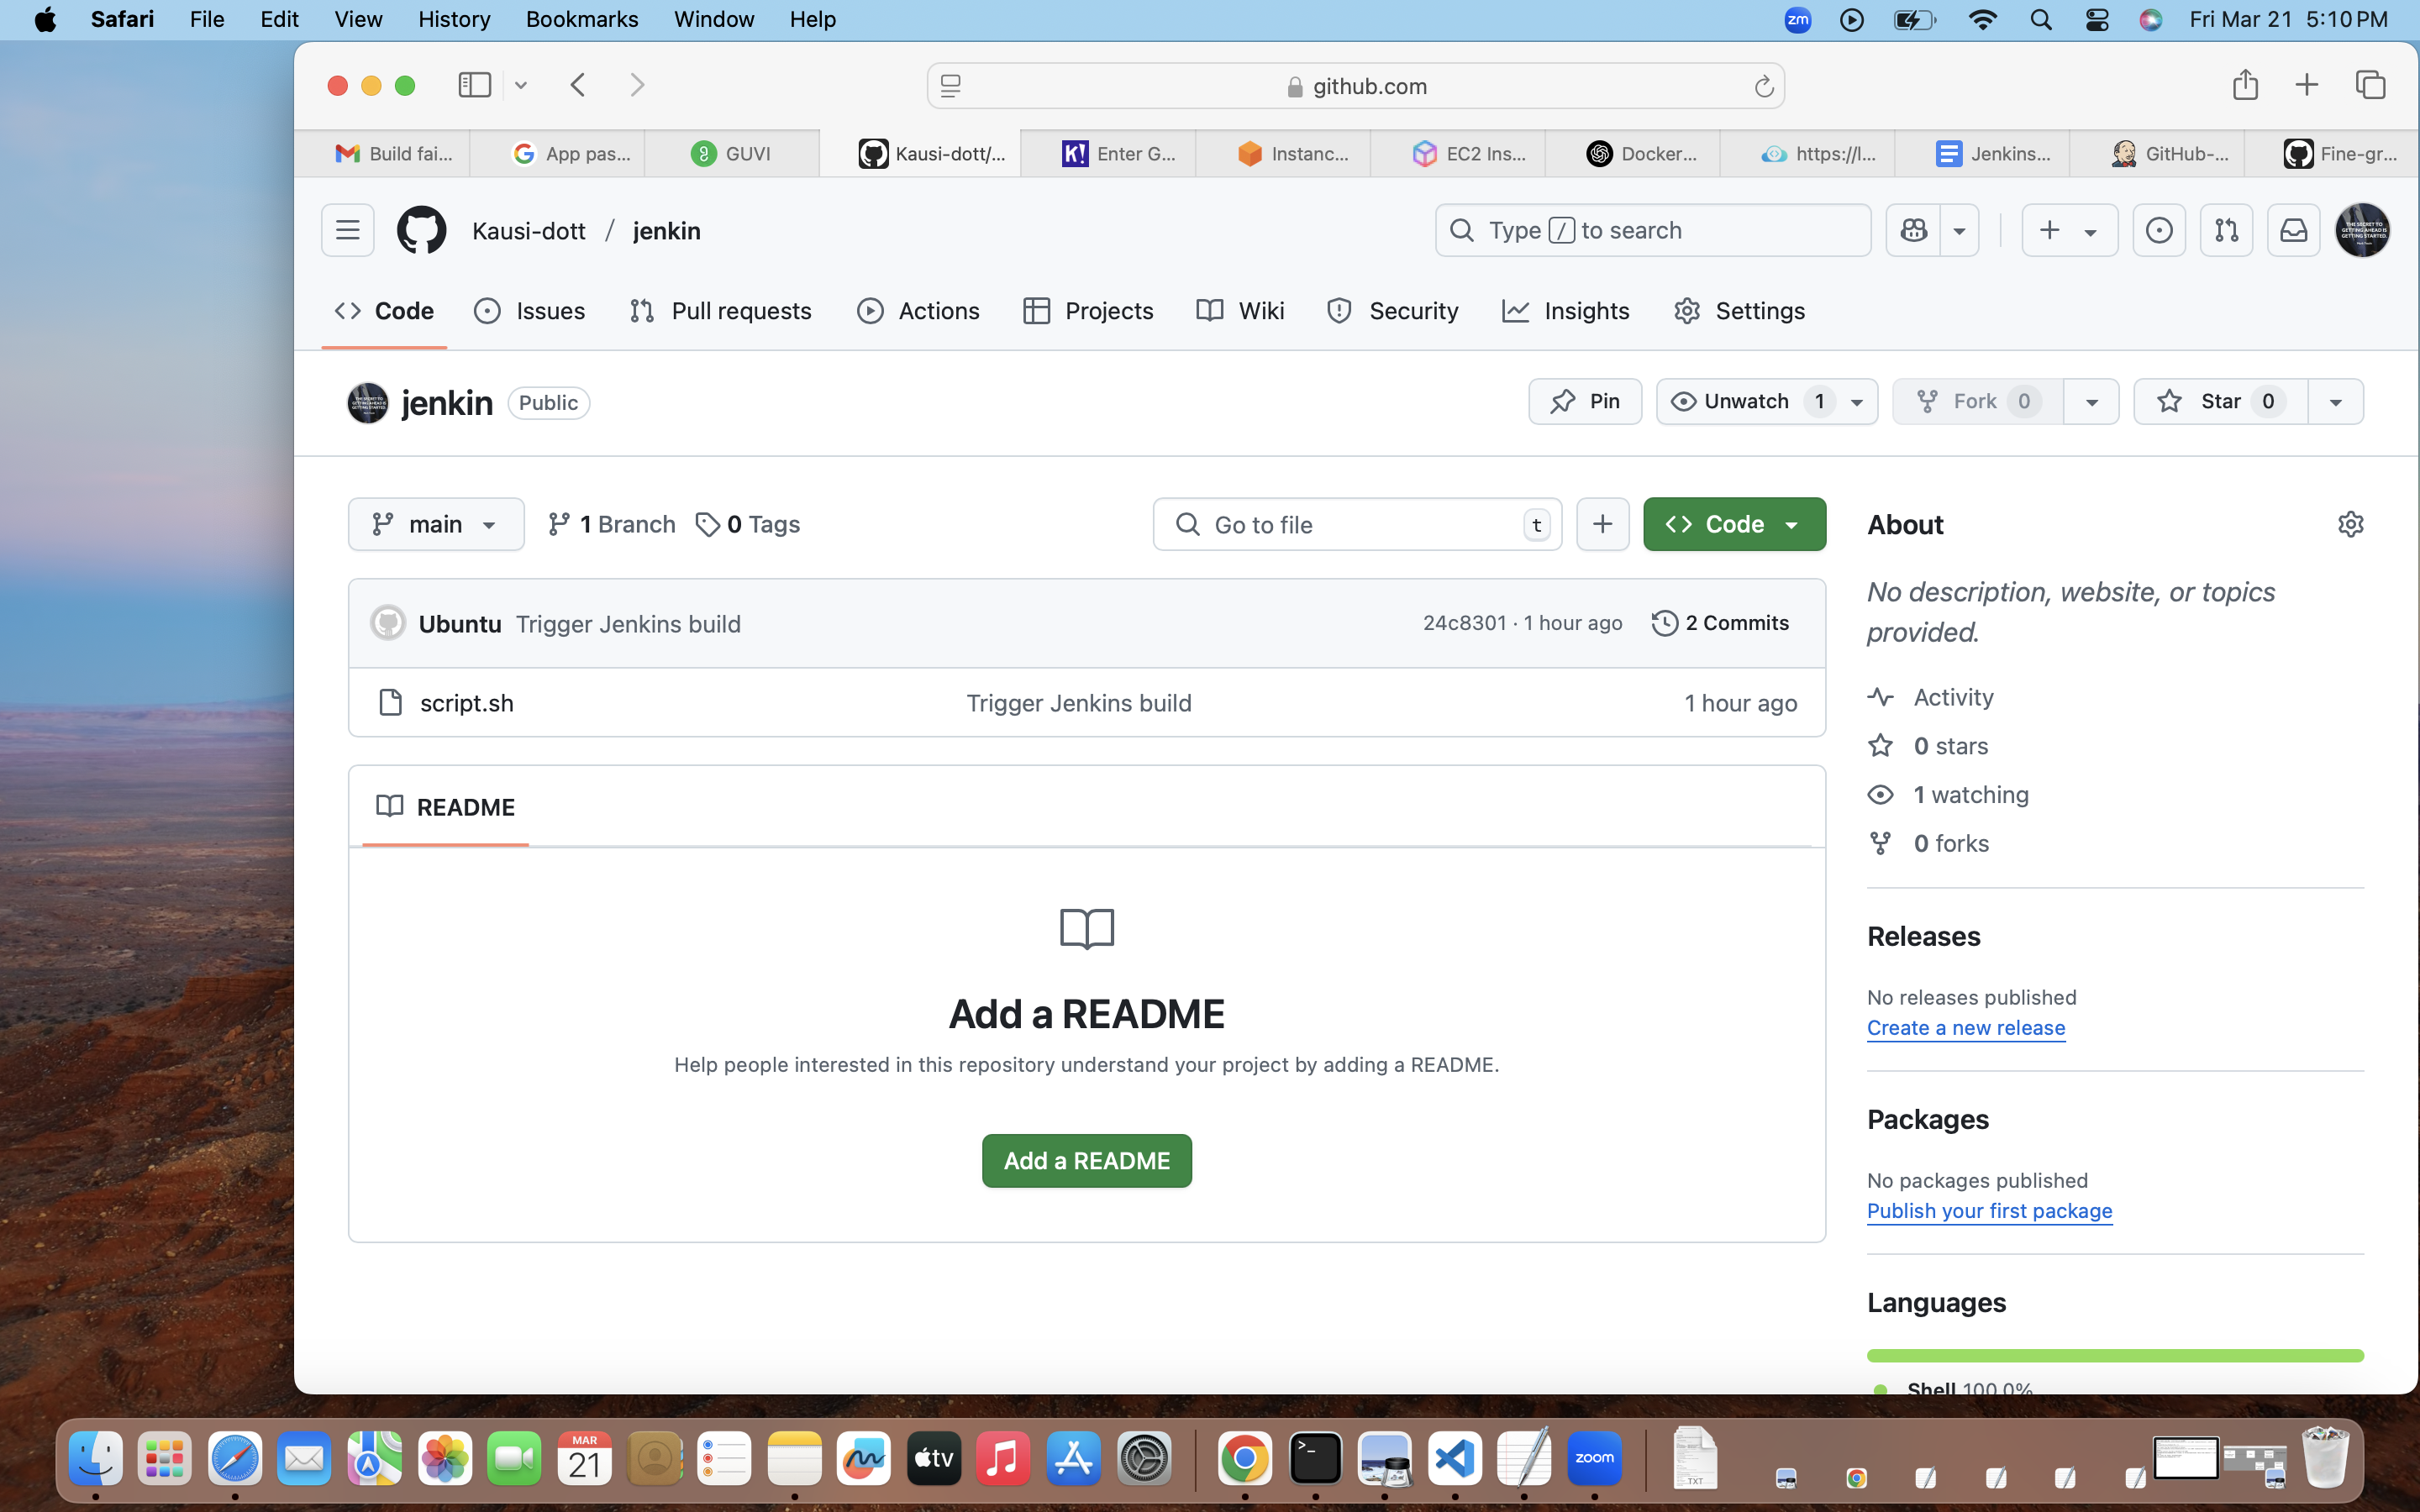 Safari File Edit View History Bookmarks Window Help zm Fri Mar 21 5:10 PM
github.com
Build fai... App pas... GUVI Kausi-dott/... K! Enter G... Instanc... EC2 Ins... Docker... https://l... Jenkins... GitHub-... Fine-gr...
Kausi-dott / jenkin Type / to search
Code Issues Pull requests Actions Projects Wiki Security Insights Settings
jenkin Public Pin Unwatch 1 Fork 0 Star 0
main 1 Branch 0 Tags Go to file t Code About
No description, website, or topics
provided.
Ubuntu Trigger Jenkins build 24c8301 · 1 hour ago 2 Commits
script.sh Trigger Jenkins build 1 hour ago
Activity
0 stars
1 watching
0 forks
README
Add a README
Help people interested in this repository understand your project by adding a README.
Add a README
Releases
No releases published
Create a new release
Packages
No packages published
Publish your first package
Languages
Shell 100.0%
MAR
21
tv
zoom
TXT